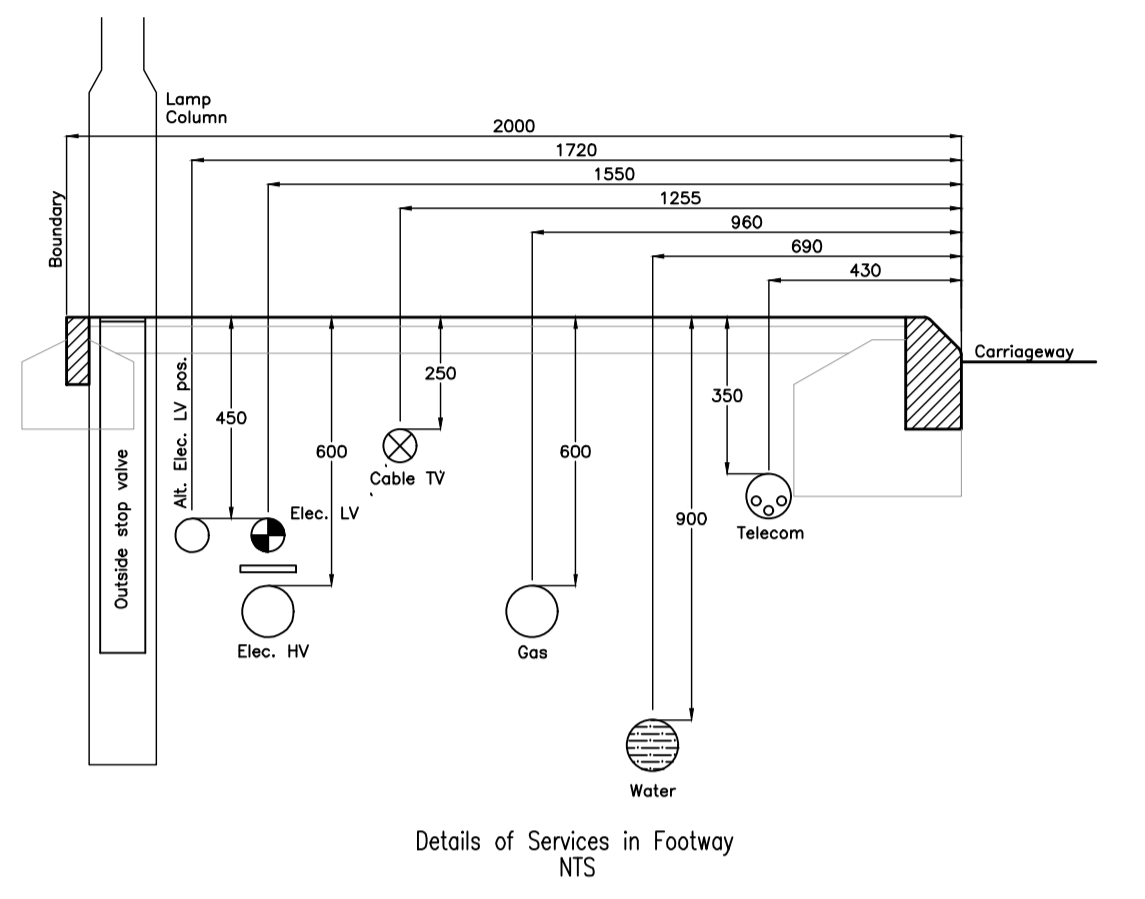 Lamp
Column
2000
1720
1550
1255
960
690
430
Boundary
Carriageway
Alt. Elec. LV pos.
450
600
250
600
900
350
Outside stop valve
Cable TV
Elec. LV
Telecom
Elec. HV
Gas
Water
Details of Services in Footway
NTS